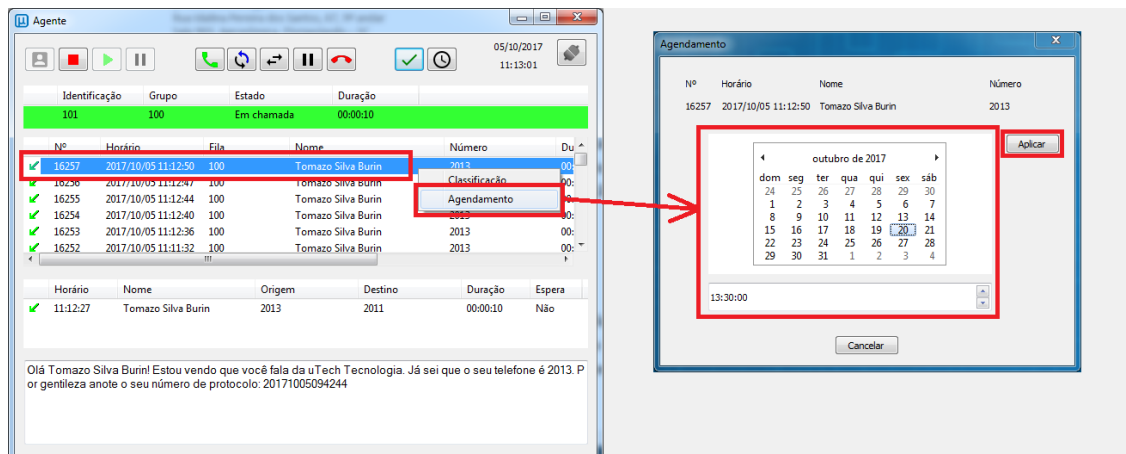 Agente
05/10/2017
11:13:01
Identificação Grupo Estado Duração
101 100 Em chamada 00:00:10
Nº Horário Fila Nome Número Du
16257 2017/10/05 11:12:50 100 Tomazo Silva Burin 2013 00:
Classificação
16256 2017/10/05 11:12:47 100 Tomazo Silva Burin 00:
Agendamento
16255 2017/10/05 11:12:44 100 Tomazo Silva Burin
16254 2017/10/05 11:12:40 100 Tomazo Silva Burin 2013 00:
16253 2017/10/05 11:12:36 100 Tomazo Silva Burin 2013 00:
16252 2017/10/05 11:11:32 100 Tomazo Silva Burin 2013 00:
Horário Nome Origem Destino Duração Espera
11:12:27 Tomazo Silva Burin 2013 2011 00:00:10 Não
Olá Tomazo Silva Burin! Estou vendo que você fala da uTech Tecnologia. Já sei que o seu telefone é 2013. P
or gentileza anote o seu número de protocolo: 20171005094244
Agendamento
Nº Horário Nome Número
16257 2017/10/05 11:12:50 Tomazo Silva Burin 2013
Aplicar
outubro de 2017
dom seg ter qua qui sex sáb
24 25 26 27 28 29 30
1 2 3 4 5 6 7
8 9 10 11 12 13 14
15 16 17 18 19 20 21
22 23 24 25 26 27 28
29 30 31 1 2 3 4
13:30:00
Cancelar